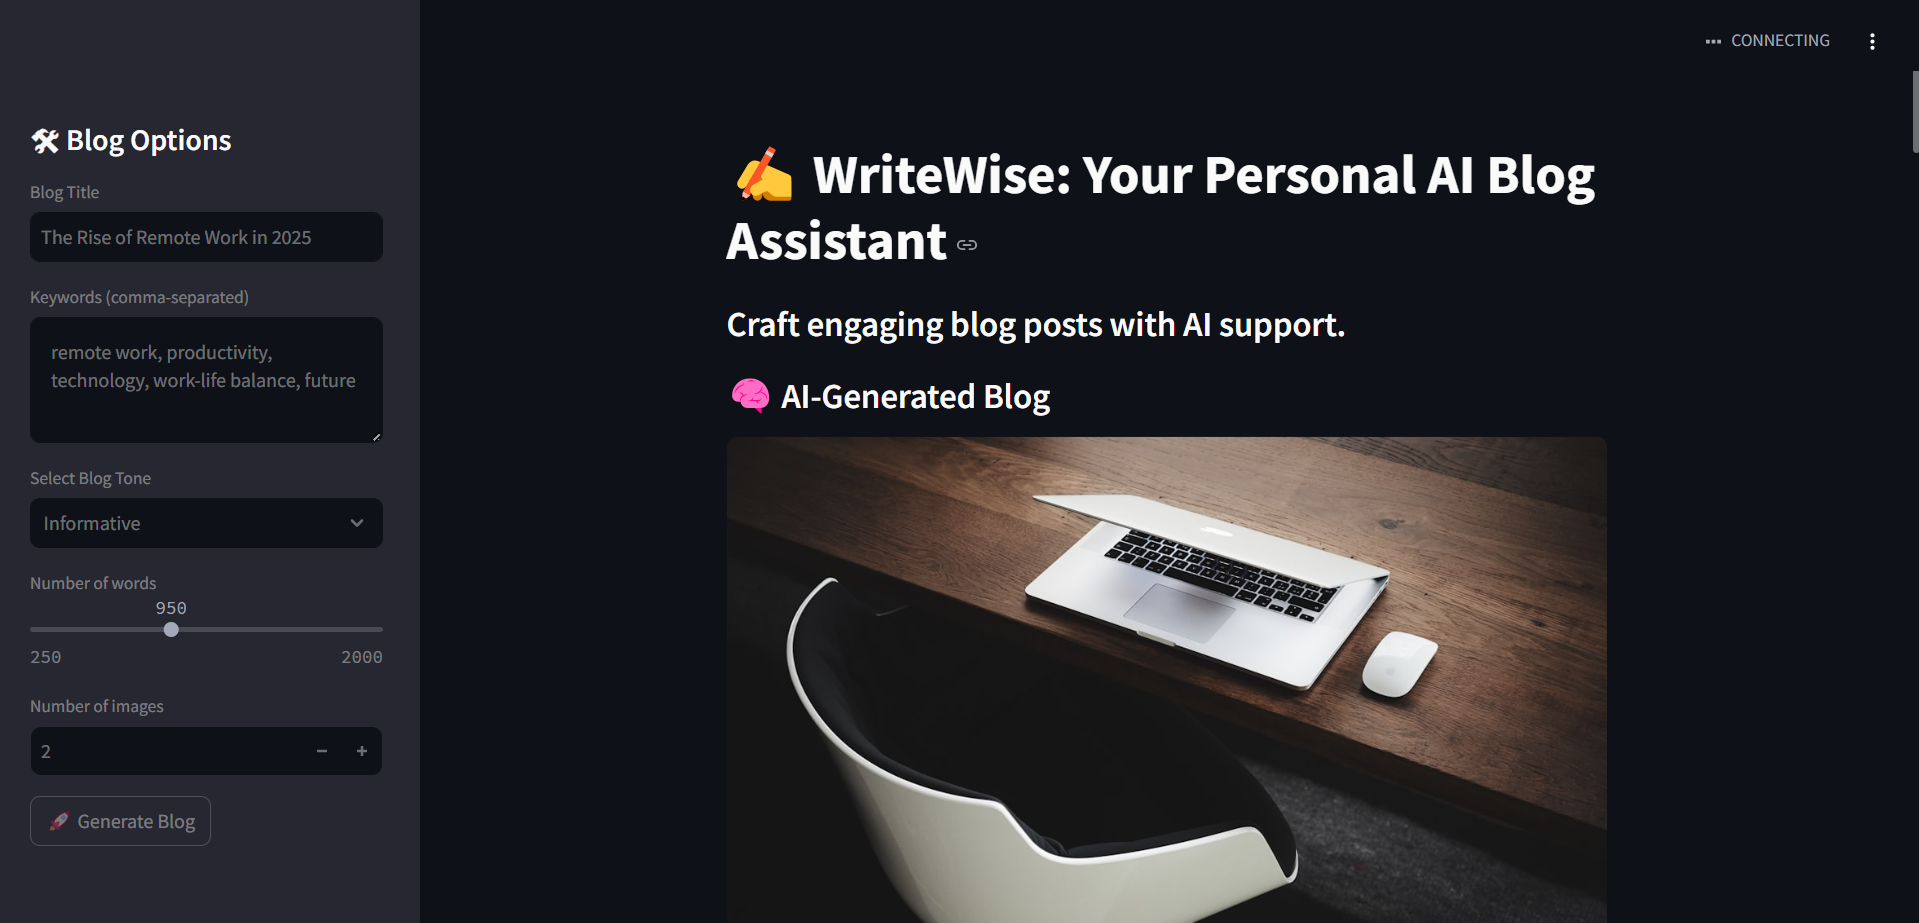 CONNECTING
🛠 Blog Options
Blog Title
The Rise of Remote Work in 2025
Keywords (comma-separated)
remote work, productivity,
technology, work-life balance, future
Select Blog Tone
Informative
Number of words
950
250 2000
Number of images
2
🚀 Generate Blog
✍ WriteWise: Your Personal AI Blog
Assistant
Craft engaging blog posts with AI support.
🧠 AI-Generated Blog